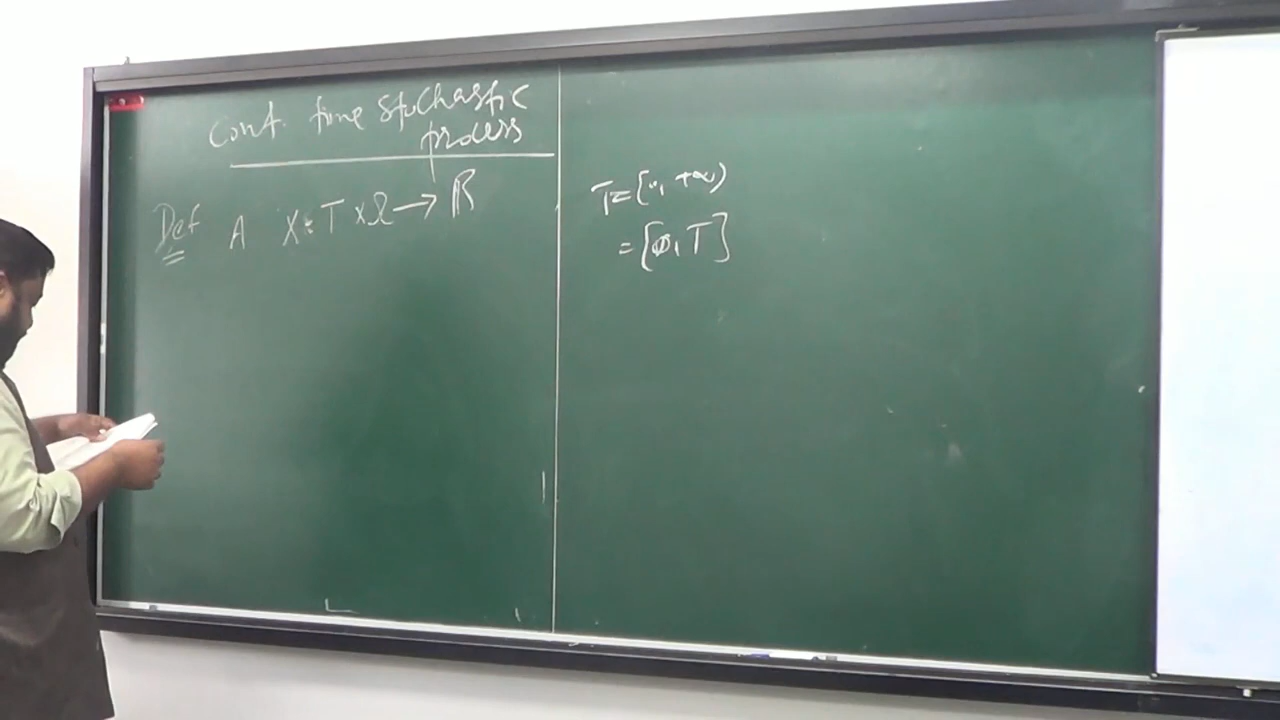 Cont. time stochastic
process
Def A X: T × Ω → ℝ
T = [0, +∞)
= [0, T]